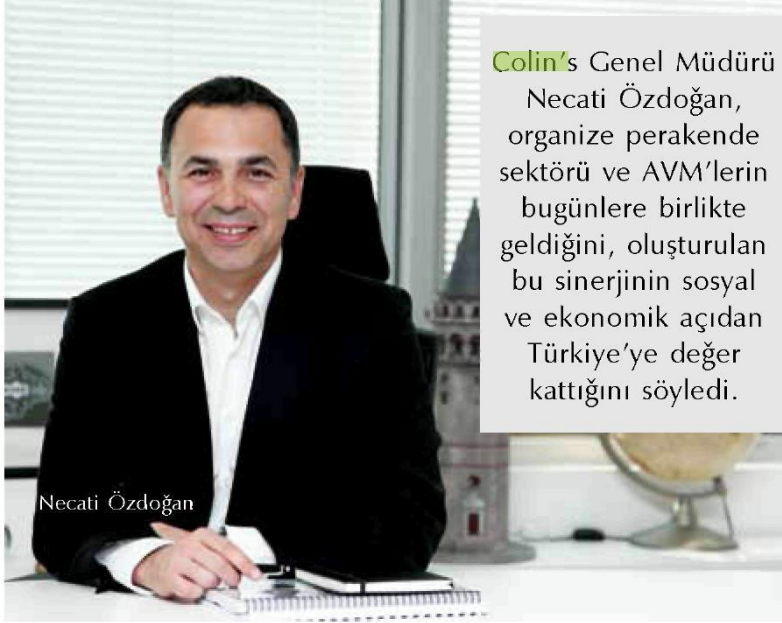 Colin's Genel Müdürü
Necati Özdoğan,
organize perakende
sektörü ve AVM'lerin
bugünlere birlikte
geldiğini, oluşturulan
bu sinerjinin sosyal
ve ekonomik açıdan
Türkiye'ye değer
kattığını söyledi.
Necati Özdoğan